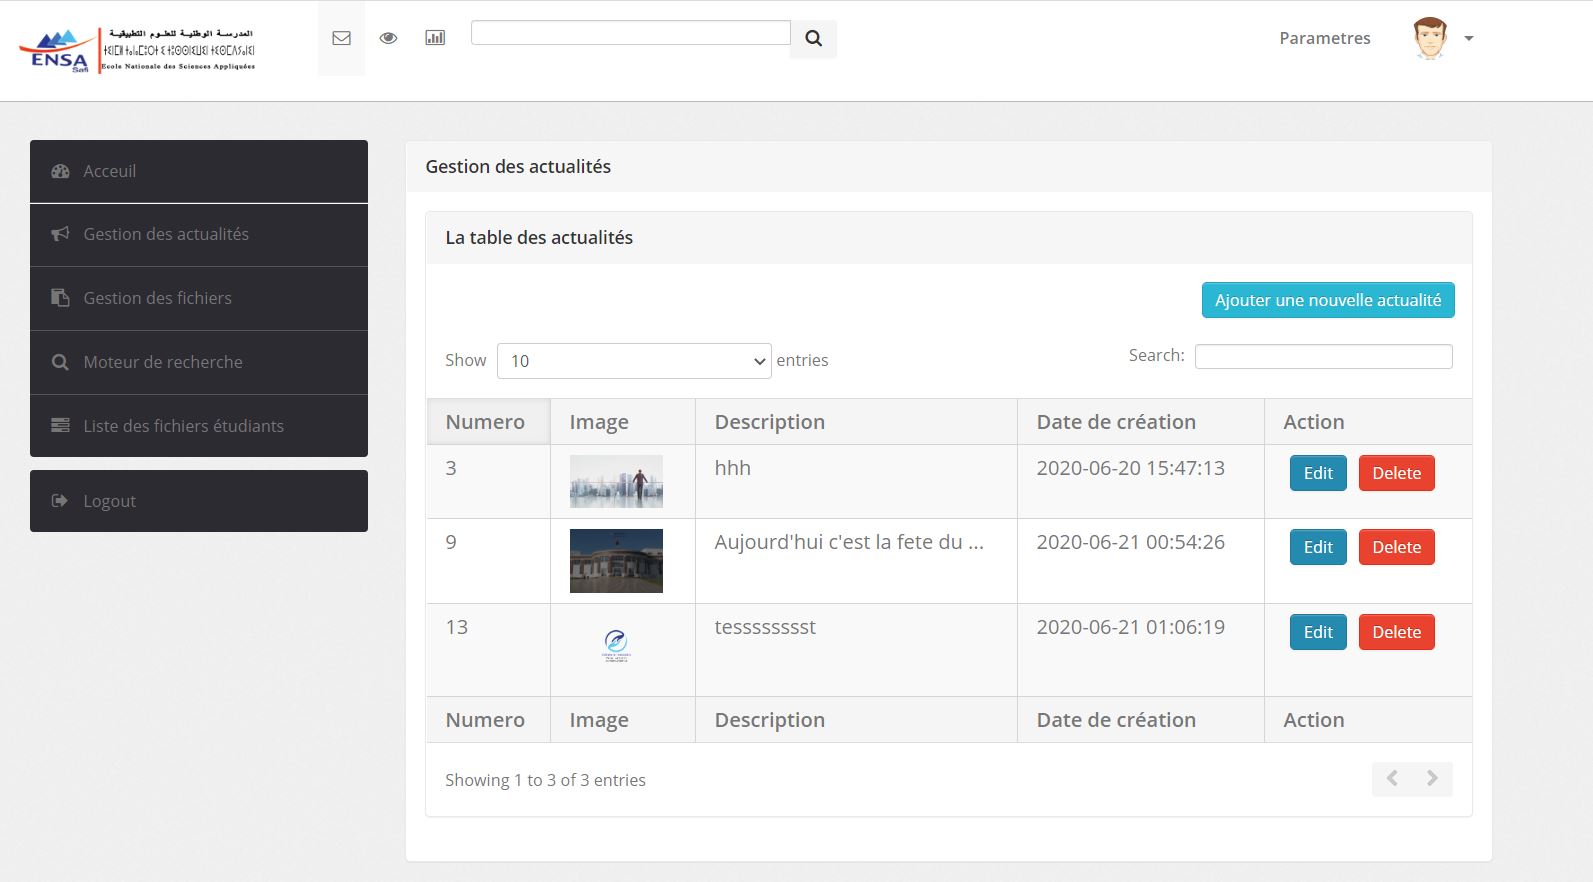 المدرسة الوطنية للعلوم التطبيقية
ENSA
Safi
Ecole Nationale des Sciences Appliquées
Parametres
Acceuil
Gestion des actualités
Gestion des fichiers
Moteur de recherche
Liste des fichiers étudiants
Logout
Gestion des actualités
La table des actualités
Ajouter une nouvelle actualité
Show 10 entries Search:
Numero Image Description Date de création Action
3 hhh 2020-06-20 15:47:13 Edit Delete
9 Aujourd'hui c'est la fete du ... 2020-06-21 00:54:26 Edit Delete
13 tesssssssst 2020-06-21 01:06:19 Edit Delete
Numero Image Description Date de création Action
Showing 1 to 3 of 3 entries